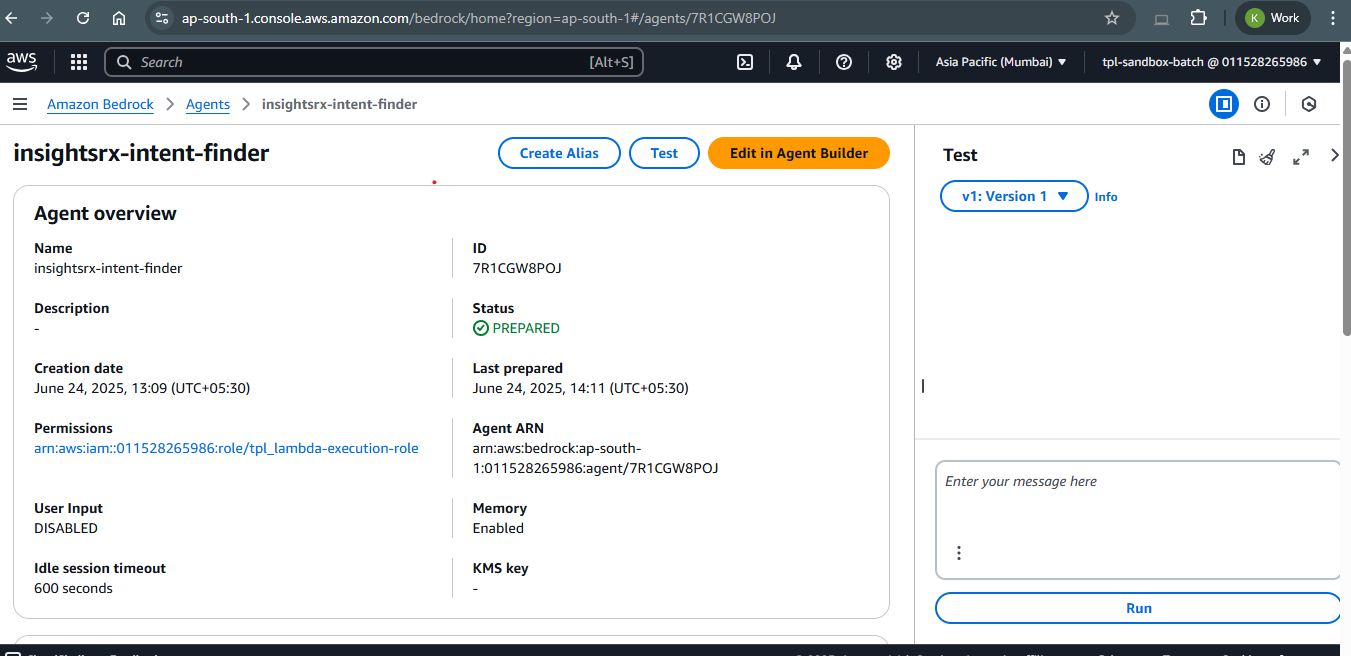 ap-south-1.console.aws.amazon.com/bedrock/home?region=ap-south-1#/agents/7R1CGW8POJ
K Work
aws
Search [Alt+S]
Asia Pacific (Mumbai)
tpl-sandbox-batch @ 011528265986
Amazon Bedrock > Agents > insightsrx-intent-finder
insightsrx-intent-finder
Create Alias
Test
Edit in Agent Builder
Agent overview
Name
insightsrx-intent-finder
ID
7R1CGW8POJ
Description
-
Status
PREPARED
Creation date
June 24, 2025, 13:09 (UTC+05:30)
Last prepared
June 24, 2025, 14:11 (UTC+05:30)
Permissions
arn:aws:iam::011528265986:role/tpl_lambda-execution-role
Agent ARN
arn:aws:bedrock:ap-south-
1:011528265986:agent/7R1CGW8POJ
User Input
DISABLED
Memory
Enabled
Idle session timeout
600 seconds
KMS key
-
Test
v1: Version 1
Info
Enter your message here
Run